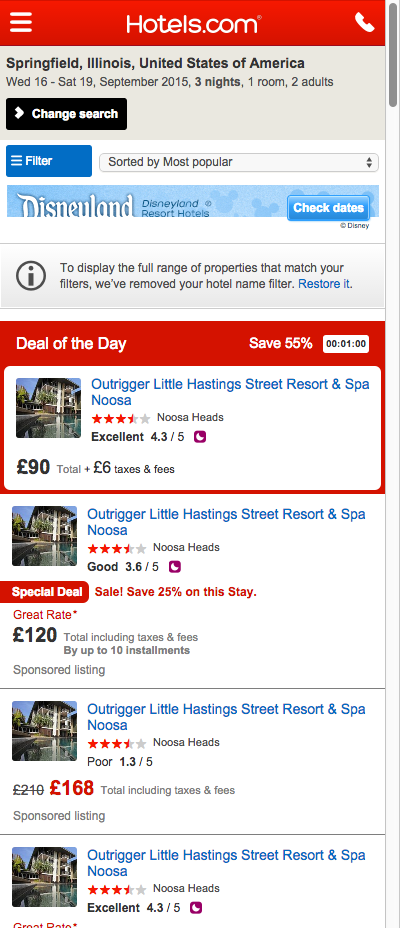 Hotels.com
Springfield, Illinois, United States of America
Wed 16 - Sat 19, September 2015, 3 nights, 1 room, 2 adults
Change search
Filter
Sorted by Most popular
Disneyland
Disneyland ®
Resort Hotels
Check dates
© Disney
To display the full range of properties that match your
filters, we've removed your hotel name filter. Restore it.
Deal of the Day
Save 55%
00:01:00
Outrigger Little Hastings Street Resort & Spa
Noosa
Noosa Heads
Excellent 4.3 / 5
£90 Total + £6 taxes & fees
Outrigger Little Hastings Street Resort & Spa
Noosa
Noosa Heads
Good 3.6 / 5
Special Deal Sale! Save 25% on this Stay.
Great Rate*
£120 Total including taxes & fees
By up to 10 installments
Sponsored listing
Outrigger Little Hastings Street Resort & Spa
Noosa
Noosa Heads
Poor 1.3 / 5
£210 £168 Total including taxes & fees
Sponsored listing
Outrigger Little Hastings Street Resort & Spa
Noosa
Noosa Heads
Excellent 4.3 / 5
Great Rate*